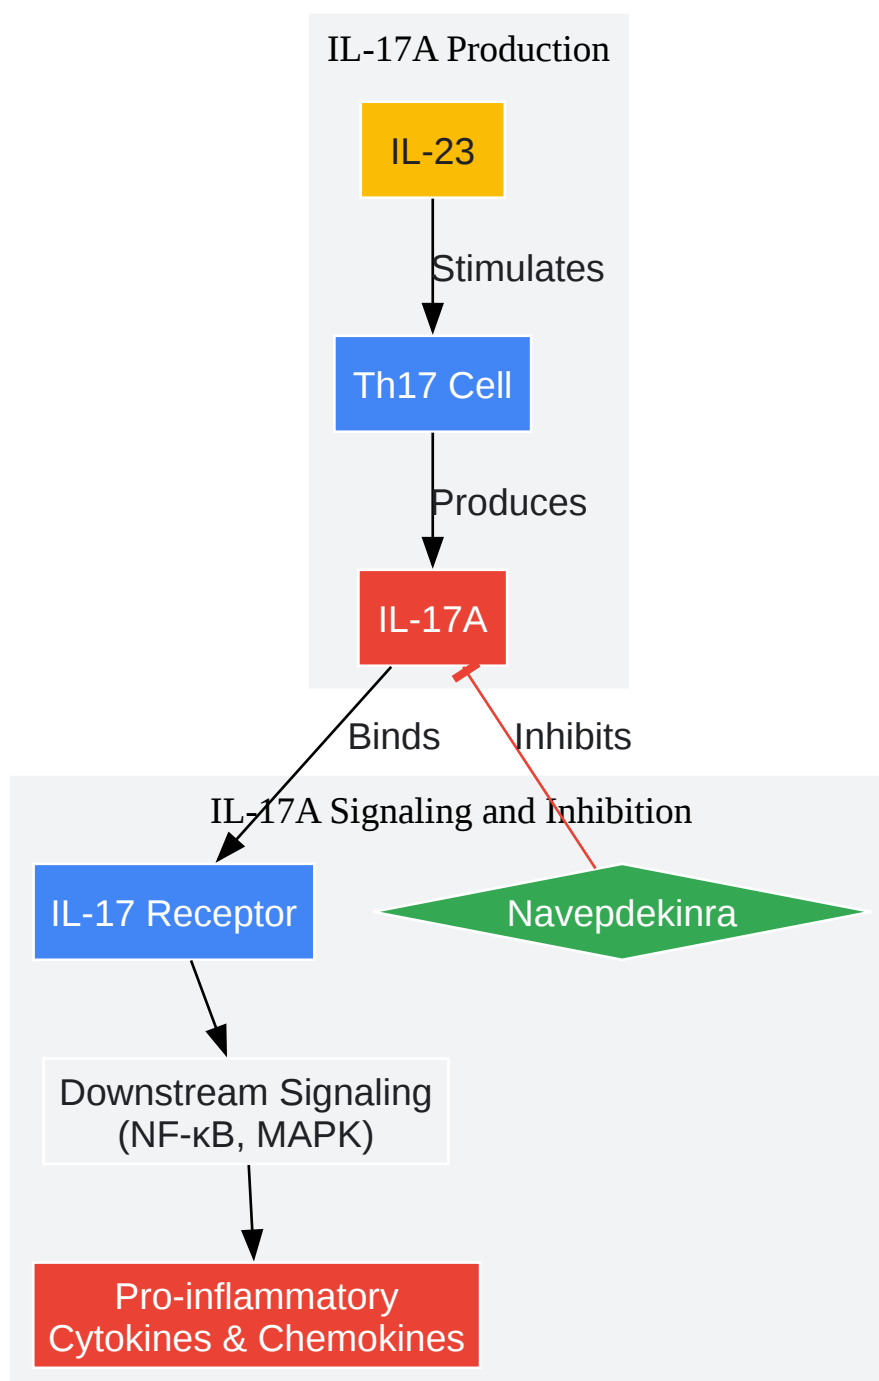 IL-17A Production
IL-23
Stimulates
Th17 Cell
Produces
IL-17A
Binds
Inhibits
IL-17A Signaling and Inhibition
IL-17 Receptor
Navepdekinra
Downstream Signaling
(NF-κB, MAPK)
Pro-inflammatory
Cytokines & Chemokines